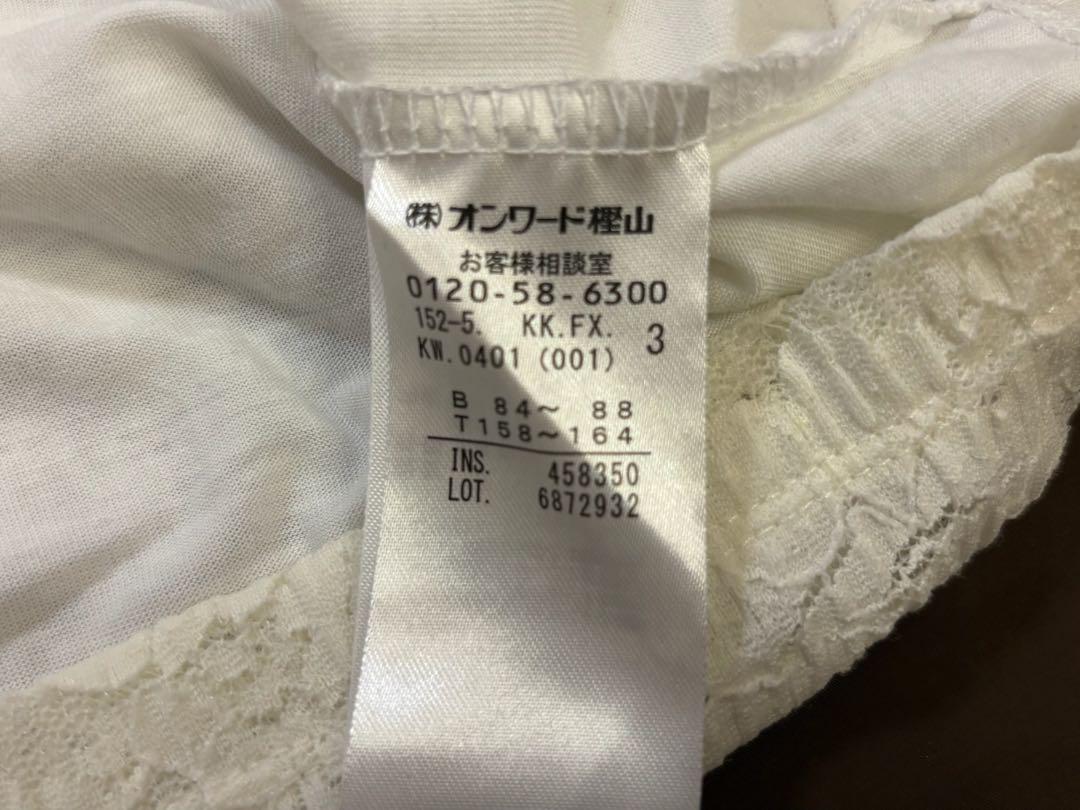 ㈱オンワード樫山
お客様相談室
0120-58-6300
152-5. KK.FX. 3
KW.0401 (001)
B 84~ 88
T158~164
INS. 458350
LOT. 6872932